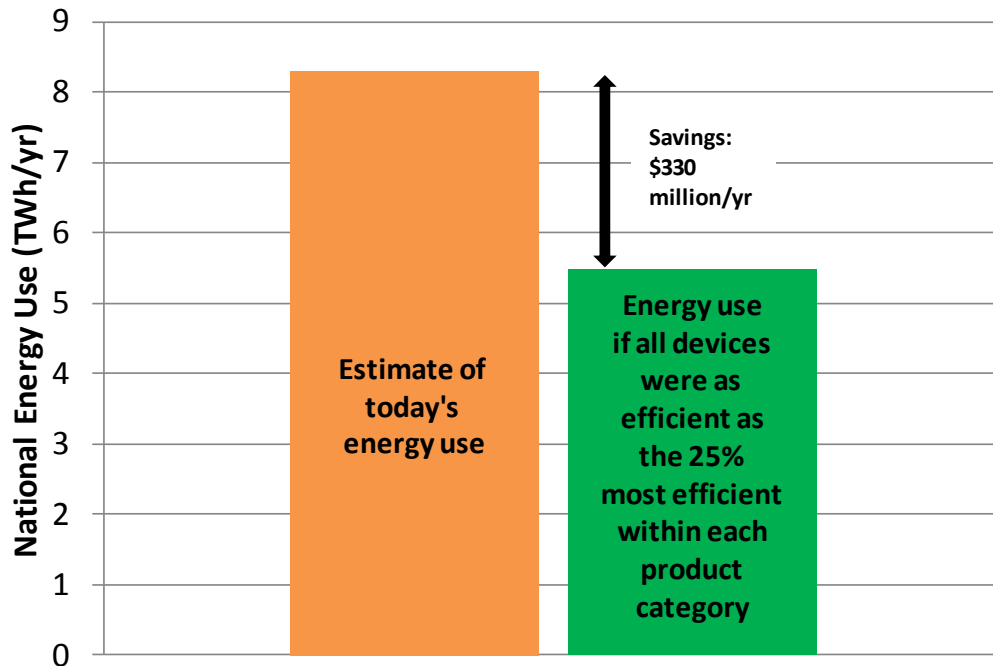 National Energy Use (TWh/yr)
9
8
7
6
5
4
3
2
1
0
Estimate of
today's
energy use
Savings:
$330
million/yr
Energy use
if all devices
were as
efficient as
the 25%
most efficient
within each
product
category